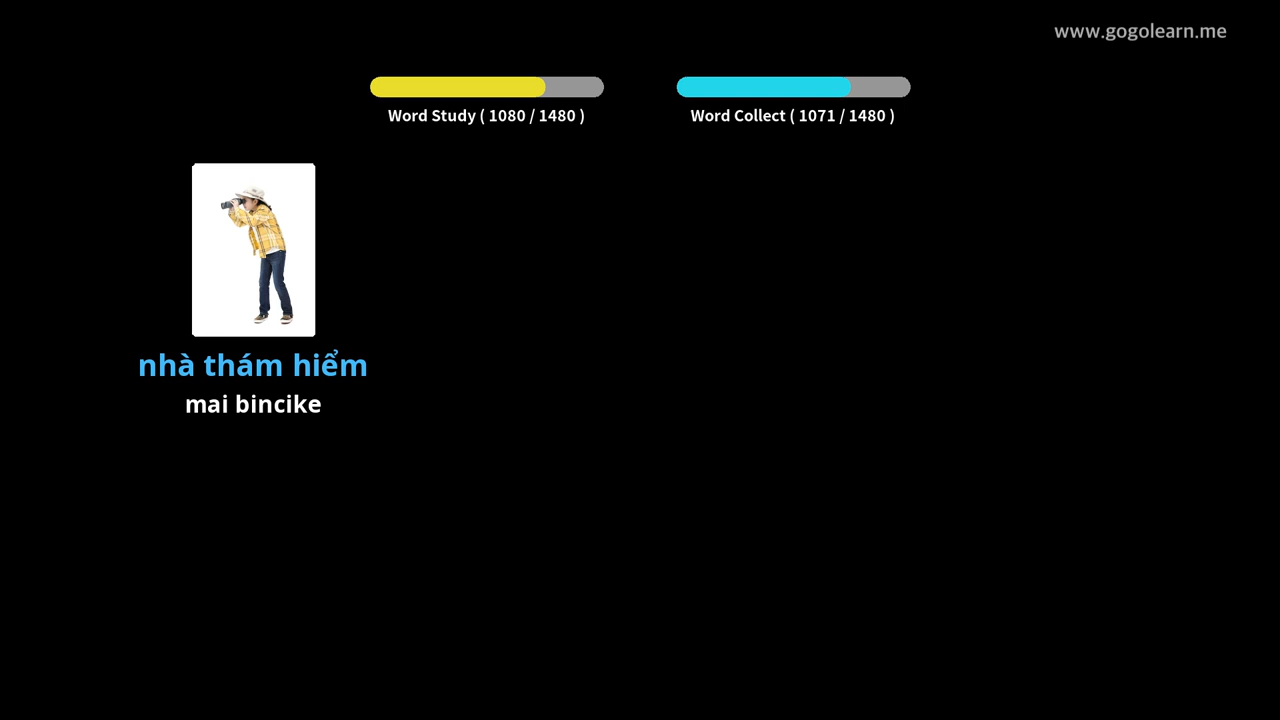 www.gogolearn.me
Word Study ( 1080 / 1480 )
Word Collect ( 1071 / 1480 )
nhà thám hiểm
mai bincike